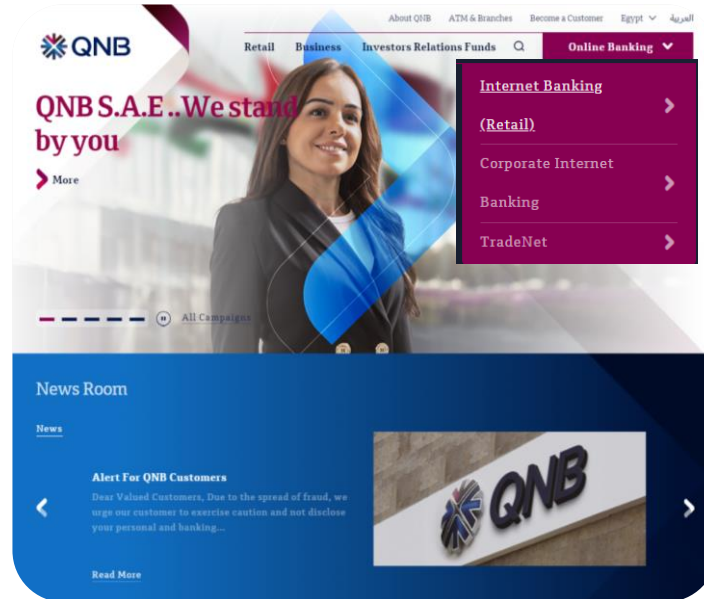 About QNB ATM & Branches Become a Customer Egypt العربية
QNB
Retail Business Investors Relations Funds Online Banking
Internet Banking
(Retail)
Corporate Internet
Banking
TradeNet
QNB S.A.E ..We stand
by you
More
All Campaigns
News Room
News
Alert For QNB Customers
Dear Valued Customers, Due to the spread of fraud, we
urge our customer to exercise caution and not disclose
your personal and banking...
Read More
QNB